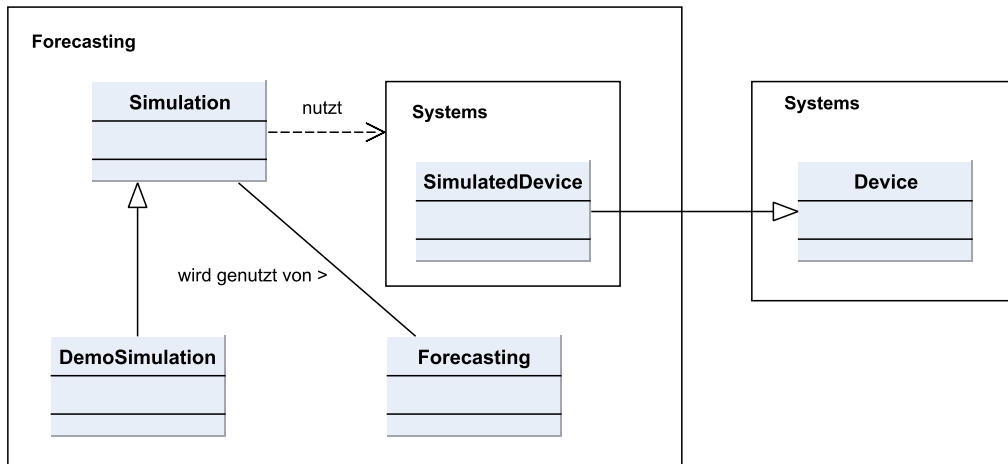 Forecasting
Simulation
nutzt
Systems
SimulatedDevice
Systems
Device
wird genutzt von >
DemoSimulation
Forecasting